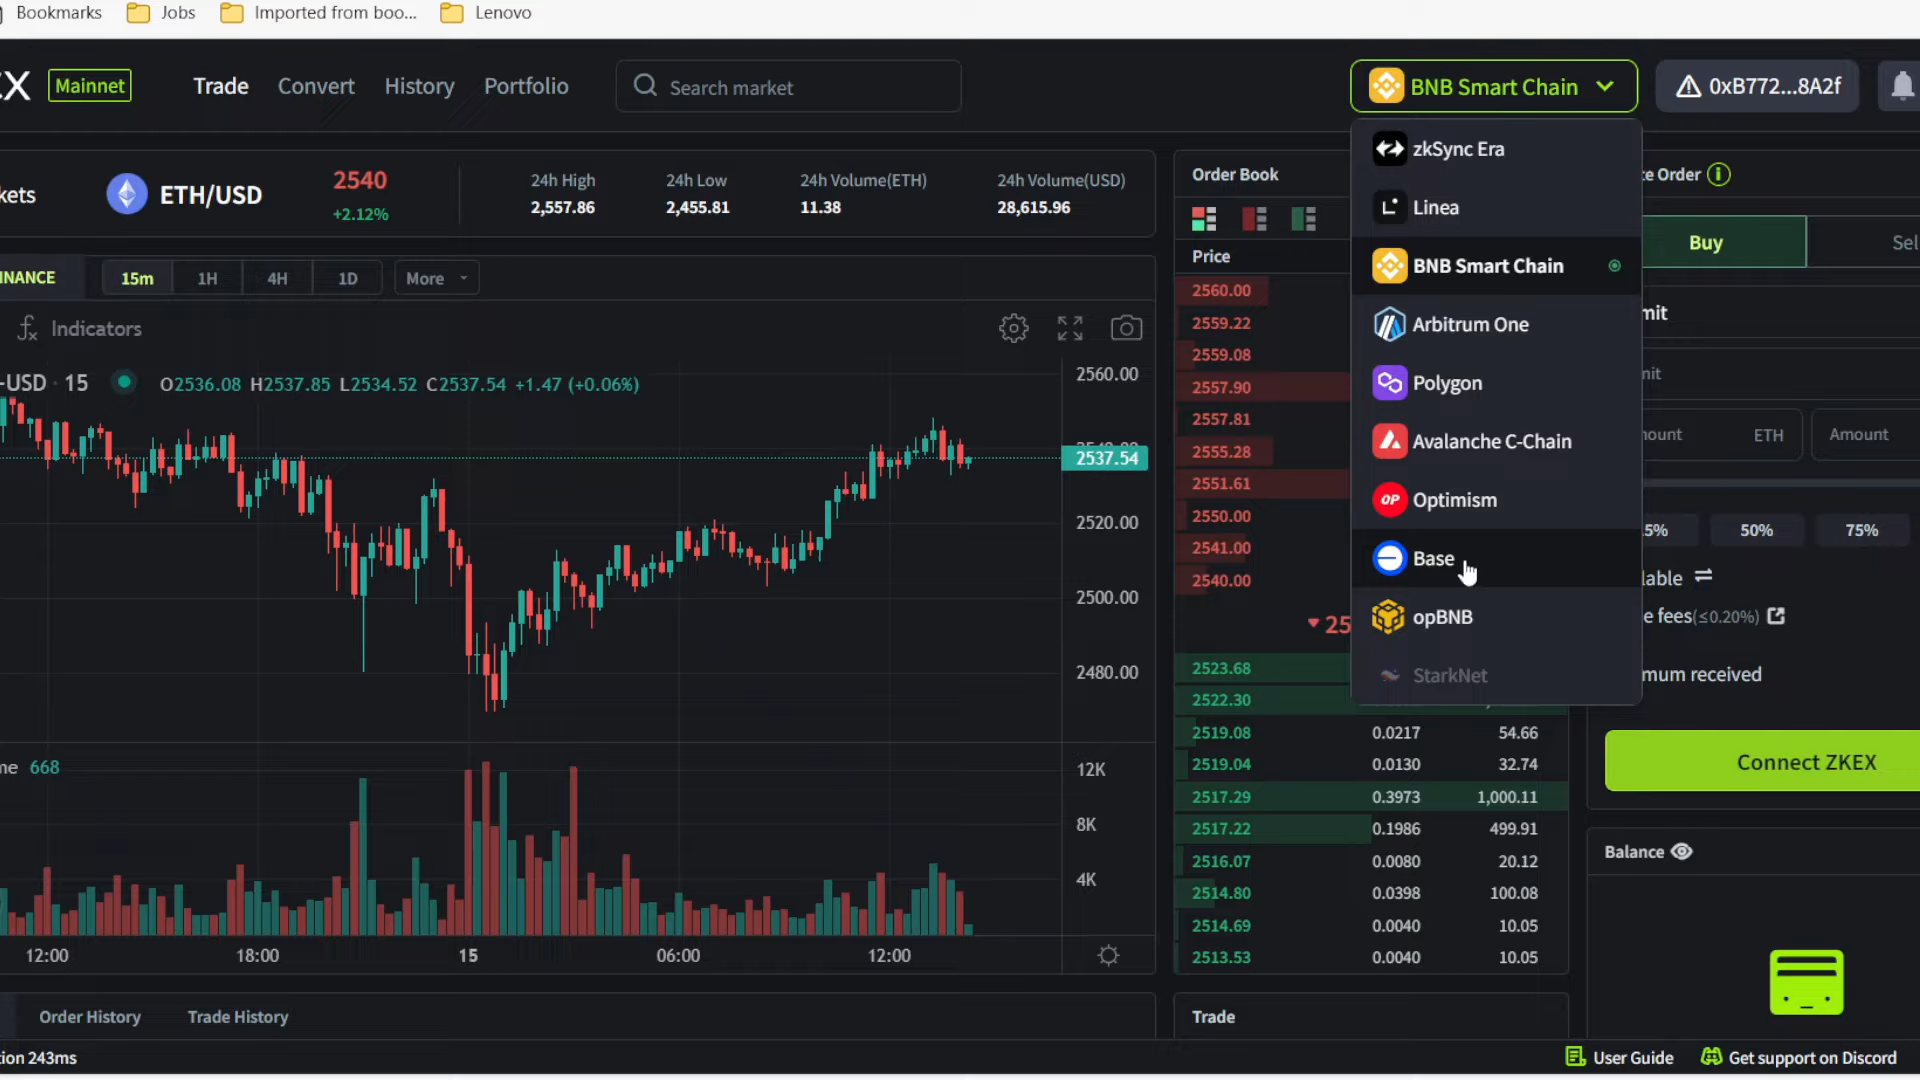 Bookmarks Jobs Imported from boo... Lenovo
EX Mainnet Trade Convert History Portfolio Search market BNB Smart Chain 0xB772...8A2f
kets ETH/USD 2540 +2.12%
24h High 24h Low 24h Volume(ETH) 24h Volume(USD)
2,557.86 2,455.81 11.38 28,615.96
INANCE 15m 1H 4H 1D More
Indicators
-USD · 15 O2536.08 H2537.85 L2534.52 C2537.54 +1.47 (+0.06%)
2560.00
2537.54
2520.00
2500.00
2480.00
me 668
12K
8K
4K
12:00 18:00 15 06:00 12:00
Order History Trade History
tion 243ms
Order Book
Price
2560.00
2559.22
2559.08
2557.90
2557.81
2555.28
2551.61
2550.00
2541.00
2540.00
25
2523.68
2522.30
2519.08 0.0217 54.66
2519.04 0.0130 32.74
2517.29 0.3973 1,000.11
2517.22 0.1986 499.91
2516.07 0.0080 20.12
2514.80 0.0398 100.08
2514.69 0.0040 10.05
2513.53 0.0040 10.05
Trade
zkSync Era
Linea
BNB Smart Chain
Arbitrum One
Polygon
Avalanche C-Chain
OP Optimism
Base
opBNB
StarkNet
e Order
Buy Sel
mit
nit
nount ETH Amount
5% 50% 75%
lable
e fees(≤0.20%)
mum received
Connect ZKEX
Balance
User Guide Get support on Discord